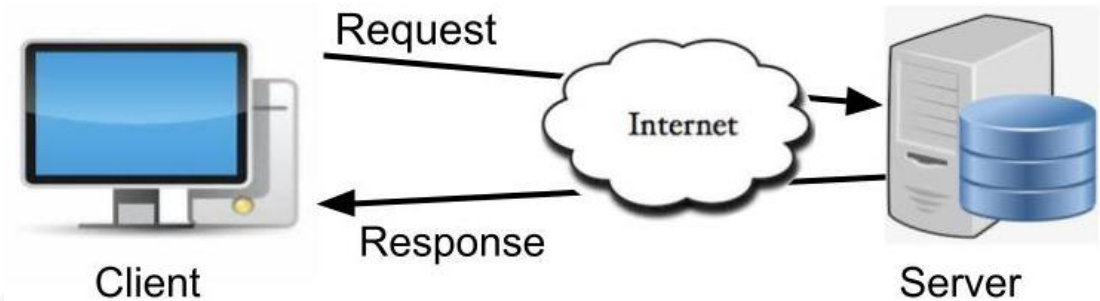 Request
Internet
Response
Client
Server